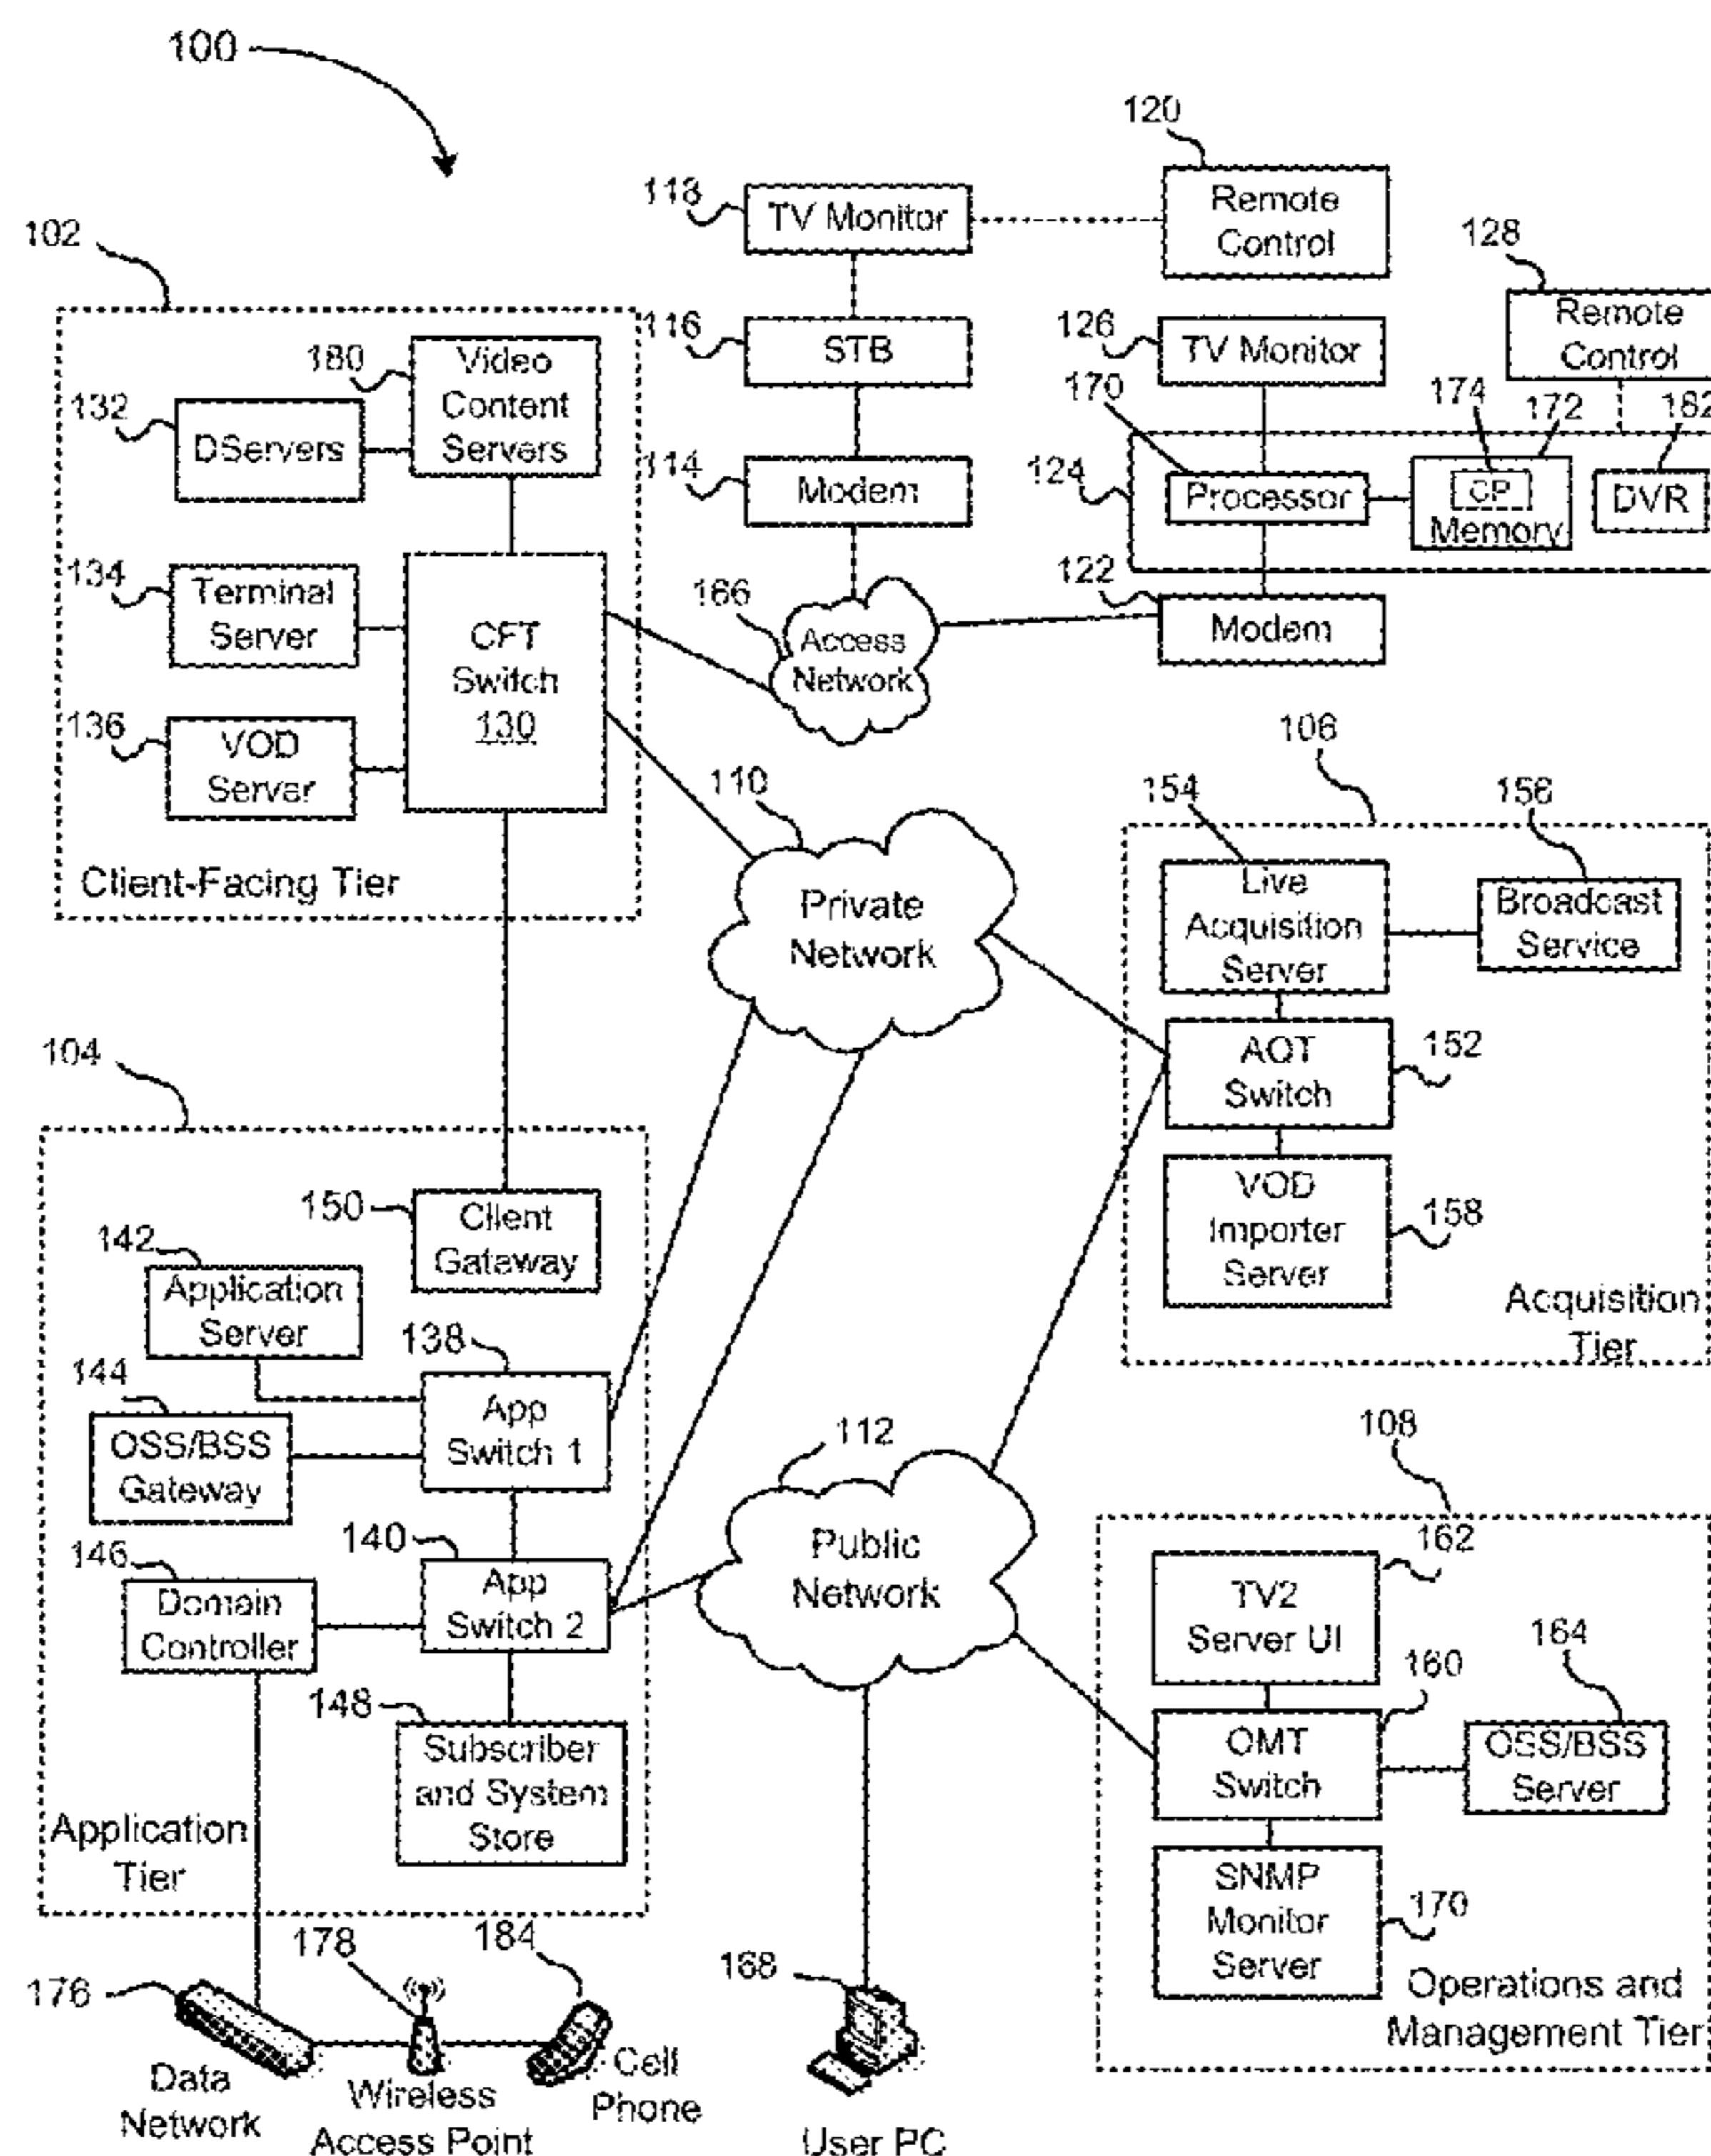 100
120
118
TV Monitor
Remote
Control
128
102
Remote
Control
116
STB
126
TV Monitor
180
Video
Content
Servers
132
DServers
170
174
172
182
114
Modem
124
Processor
CP
Memory
DVR
134
Terminal
Server
CFT
Switch
130
166
Access
Network
122
Modem
136
VOD
Server
Client-Facing Tier
110
Private
Network
106
154
156
Live
Acquisition
Server
Broadcast
Service
AQT
Switch
152
VOD
Importer
Server
158
Acquisition
Tier
104
150
Client
Gateway
142
Application
Server
138
144
App
Switch 1
OSS/BSS
Gateway
140
146
App
Switch 2
Domain
Controller
148
Subscriber
and System
Store
Application
Tier
112
Public
Network
108
162
TV2
Server UI
164
160
OMT
Switch
OSS/BSS
Server
SNMP
Monitor
Server
170
Operations and
Management Tier
176
178
184
168
Data
Network
Wireless
Access Point
Cell
Phone
User PC